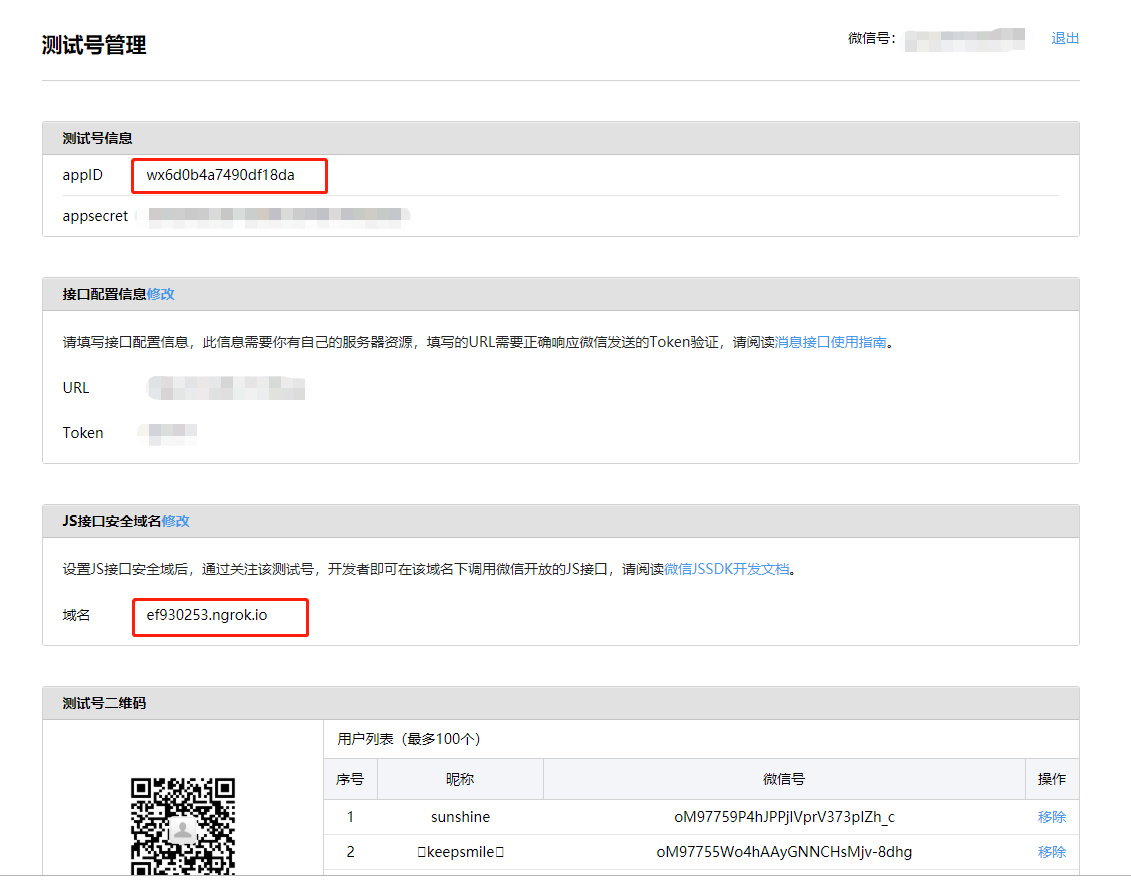 测试号管理
微信号： 退出
测试号信息
appID wx6d0b4a7490df18da
appsecret
接口配置信息修改
请填写接口配置信息，此信息需要你有自己的服务器资源，填写的URL需要正确响应微信发送的Token验证，请阅读消息接口使用指南。
URL
Token
JS接口安全域名修改
设置JS接口安全域后，通过关注该测试号，开发者即可在该域名下调用微信开放的JS接口，请阅读微信JSSDK开发文档。
域名 ef930253.ngrok.io
测试号二维码
用户列表（最多100个）
序号 昵称 微信号 操作
1 sunshine oM97759P4hJPPjIVprV373pIZh_c 移除
2 keepsmile oM97755Wo4hAAyGNNCHsMjv-8dhg 移除